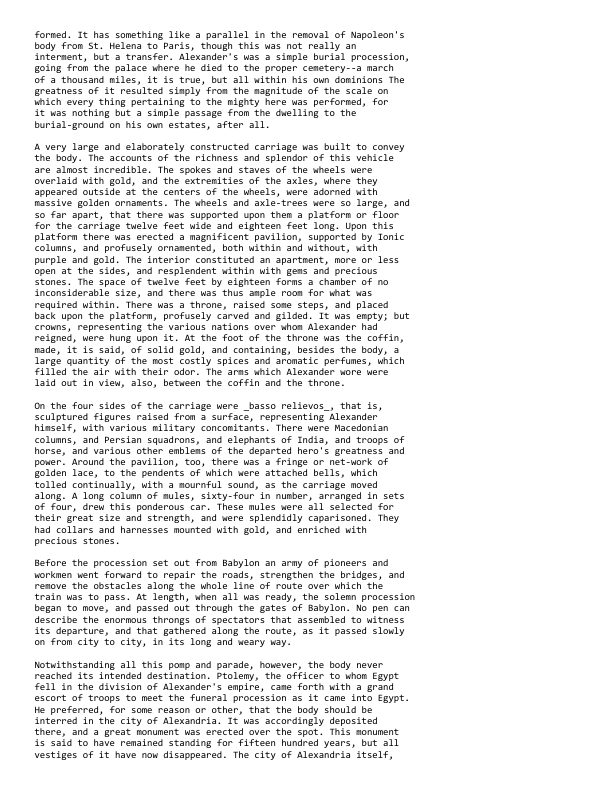 formed. It has something like a parallel in the removal of Napoleon's
body from St. Helena to Paris, though this was not really an
interment, but a transfer. Alexander's was a simple burial procession,
going from the palace where he died to the proper cemetery--a march
of a thousand miles, it is true, but all within his own dominions The
greatness of it resulted simply from the magnitude of the scale on
which every thing pertaining to the mighty here was performed, for
it was nothing but a simple passage from the dwelling to the
burial-ground on his own estates, after all.

A very large and elaborately constructed carriage was built to convey
the body. The accounts of the richness and splendor of this vehicle
are almost incredible. The spokes and staves of the wheels were
overlaid with gold, and the extremities of the axles, where they
appeared outside at the centers of the wheels, were adorned with
massive golden ornaments. The wheels and axle-trees were so large, and
so far apart, that there was supported upon them a platform or floor
for the carriage twelve feet wide and eighteen feet long. Upon this
platform there was erected a magnificent pavilion, supported by Ionic
columns, and profusely ornamented, both within and without, with
purple and gold. The interior constituted an apartment, more or less
open at the sides, and resplendent within with gems and precious
stones. The space of twelve feet by eighteen forms a chamber of no
inconsiderable size, and there was thus ample room for what was
required within. There was a throne, raised some steps, and placed
back upon the platform, profusely carved and gilded. It was empty; but
crowns, representing the various nations over whom Alexander had
reigned, were hung upon it. At the foot of the throne was the coffin,
made, it is said, of solid gold, and containing, besides the body, a
large quantity of the most costly spices and aromatic perfumes, which
filled the air with their odor. The arms which Alexander wore were
laid out in view, also, between the coffin and the throne.

On the four sides of the carriage were _basso relievos_, that is,
sculptured figures raised from a surface, representing Alexander
himself, with various military concomitants. There were Macedonian
columns, and Persian squadrons, and elephants of India, and troops of
horse, and various other emblems of the departed hero's greatness and
power. Around the pavilion, too, there was a fringe or net-work of
golden lace, to the pendents of which were attached bells, which
tolled continually, with a mournful sound, as the carriage moved
along. A long column of mules, sixty-four in number, arranged in sets
of four, drew this ponderous car. These mules were all selected for
their great size and strength, and were splendidly caparisoned. They
had collars and harnesses mounted with gold, and enriched with
precious stones.

Before the procession set out from Babylon an army of pioneers and
workmen went forward to repair the roads, strengthen the bridges, and
remove the obstacles along the whole line of route over which the
train was to pass. At length, when all was ready, the solemn procession
began to move, and passed out through the gates of Babylon. No pen can
describe the enormous throngs of spectators that assembled to witness
its departure, and that gathered along the route, as it passed slowly
on from city to city, in its long and weary way.

Notwithstanding all this pomp and parade, however, the body never
reached its intended destination. Ptolemy, the officer to whom Egypt
fell in the division of Alexander's empire, came forth with a grand
escort of troops to meet the funeral procession as it came into Egypt.
He preferred, for some reason or other, that the body should be
interred in the city of Alexandria. It was accordingly deposited
there, and a great monument was erected over the spot. This monument
is said to have remained standing for fifteen hundred years, but all
vestiges of it have now disappeared. The city of Alexandria itself,